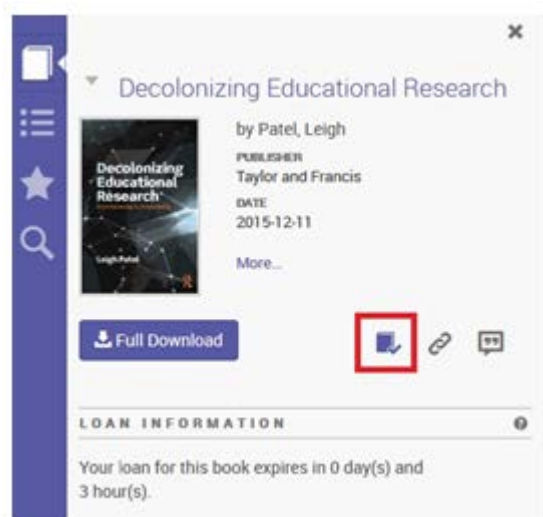 Decolonizing Educational Research
Decolonizing
Educational
Research
Leigh Patel
by Patel, Leigh
PUBLISHER
Taylor and Francis
DATE
2015-12-11
More...
Full Download
LOAN INFORMATION
Your loan for this book expires in 0 day(s) and
3 hour(s).